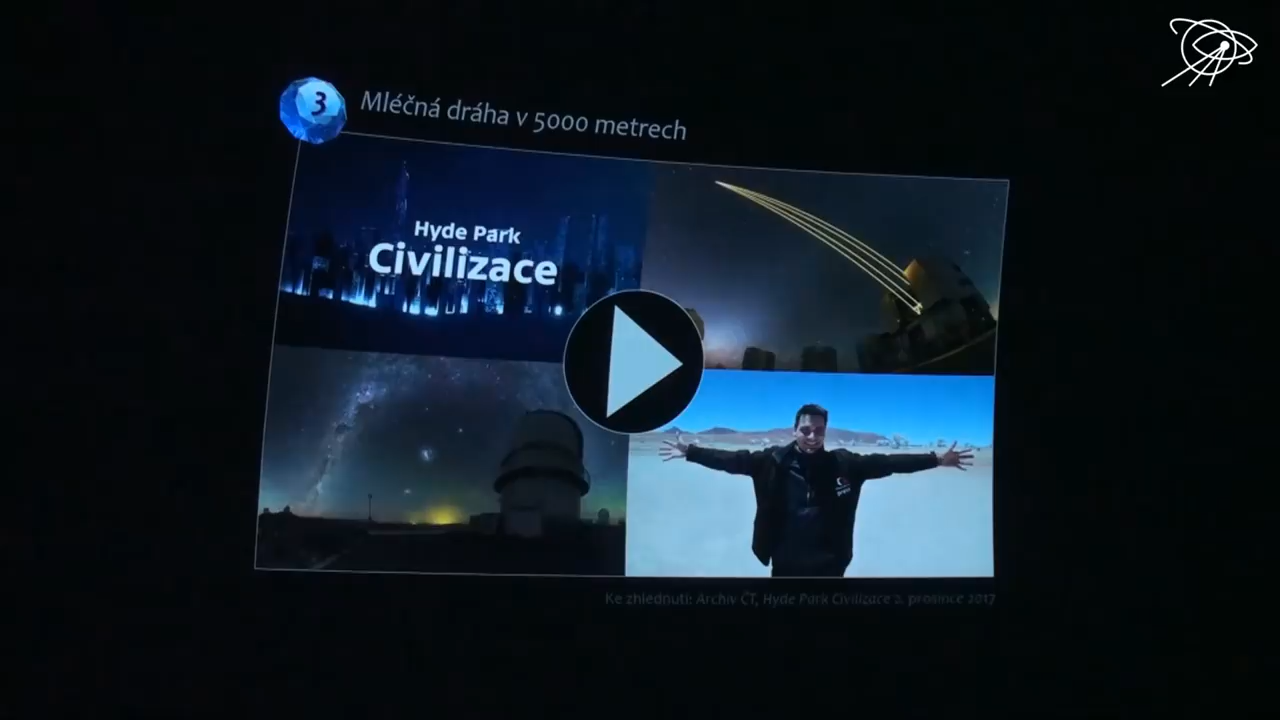 3
Mléčná dráha v 5000 metrech
Hyde Park
Civilizace
Ke zhlédnutí: Archiv ČT, Hyde Park Civilizace 2. prosince 2017